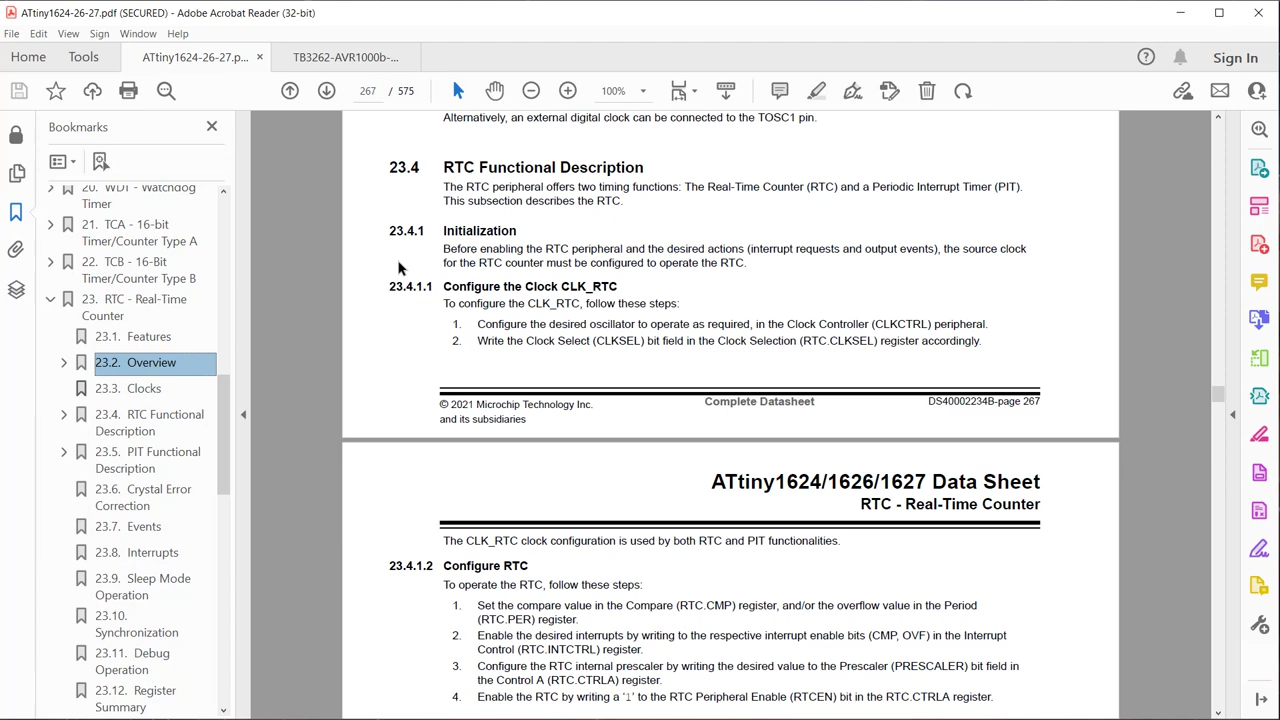 ATtiny1624-26-27.pdf (SECURED) - Adobe Acrobat Reader (32-bit)
File Edit View Sign Window Help
Home Tools ATtiny1624-26-27.p... × TB3262-AVR1000b-... Sign In
267 / 575 100%
Bookmarks
20. WDT - Watchdog
Timer
21. TCA - 16-bit
Timer/Counter Type A
22. TCB - 16-Bit
Timer/Counter Type B
23. RTC - Real-Time
Counter
23.1. Features
23.2. Overview
23.3. Clocks
23.4. RTC Functional
Description
23.5. PIT Functional
Description
23.6. Crystal Error
Correction
23.7. Events
23.8. Interrupts
23.9. Sleep Mode
Operation
23.10.
Synchronization
23.11. Debug
Operation
23.12. Register
Summary
Alternatively, an external digital clock can be connected to the TOSC1 pin.
23.4 RTC Functional Description
The RTC peripheral offers two timing functions: The Real-Time Counter (RTC) and a Periodic Interrupt Timer (PIT).
This subsection describes the RTC.
23.4.1 Initialization
Before enabling the RTC peripheral and the desired actions (interrupt requests and output events), the source clock
for the RTC counter must be configured to operate the RTC.
23.4.1.1 Configure the Clock CLK_RTC
To configure the CLK_RTC, follow these steps:
1. Configure the desired oscillator to operate as required, in the Clock Controller (CLKCTRL) peripheral.
2. Write the Clock Select (CLKSEL) bit field in the Clock Selection (RTC.CLKSEL) register accordingly.
© 2021 Microchip Technology Inc. Complete Datasheet DS40002234B-page 267
and its subsidiaries
ATtiny1624/1626/1627 Data Sheet
RTC - Real-Time Counter
The CLK_RTC clock configuration is used by both RTC and PIT functionalities.
23.4.1.2 Configure RTC
To operate the RTC, follow these steps:
1. Set the compare value in the Compare (RTC.CMP) register, and/or the overflow value in the Period
(RTC.PER) register.
2. Enable the desired interrupts by writing to the respective interrupt enable bits (CMP, OVF) in the Interrupt
Control (RTC.INTCTRL) register.
3. Configure the RTC internal prescaler by writing the desired value to the Prescaler (PRESCALER) bit field in
the Control A (RTC.CTRLA) register.
4. Enable the RTC by writing a '1' to the RTC Peripheral Enable (RTCEN) bit in the RTC.CTRLA register.